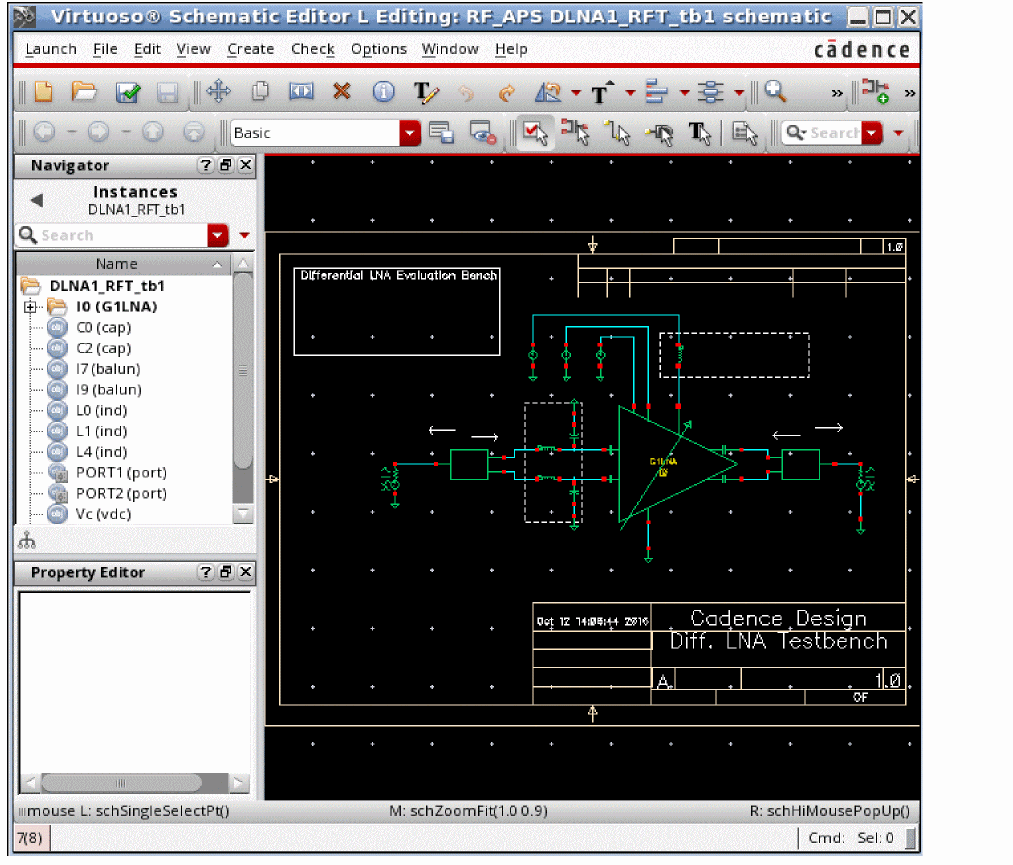 Virtuoso® Schematic Editor L Editing: RF_APS DLNA1_RFT_tb1 schematic
Launch File Edit View Create Check Options Window Help
cādence
» »
Basic
Search
Navigator
Instances
DLNA1_RFT_tb1
Search
Name
DLNA1_RFT_tb1
I0 (G1LNA)
C0 (cap)
C2 (cap)
I7 (balun)
I9 (balun)
L0 (ind)
L1 (ind)
L4 (ind)
PORT1 (port)
PORT2 (port)
Vc (vdc)
Property Editor
1.0
Differential LNA Evaluation Bench
G1LNA
I0
Oct 12 14:08:44 2016
Cadence Design
Diff. LNA Testbench
A
1.0
OF
mouse L: schSingleSelectPt()
M: schZoomFit(1.0 0.9)
R: schHiMousePopUp()
7(8)
Cmd: Sel: 0